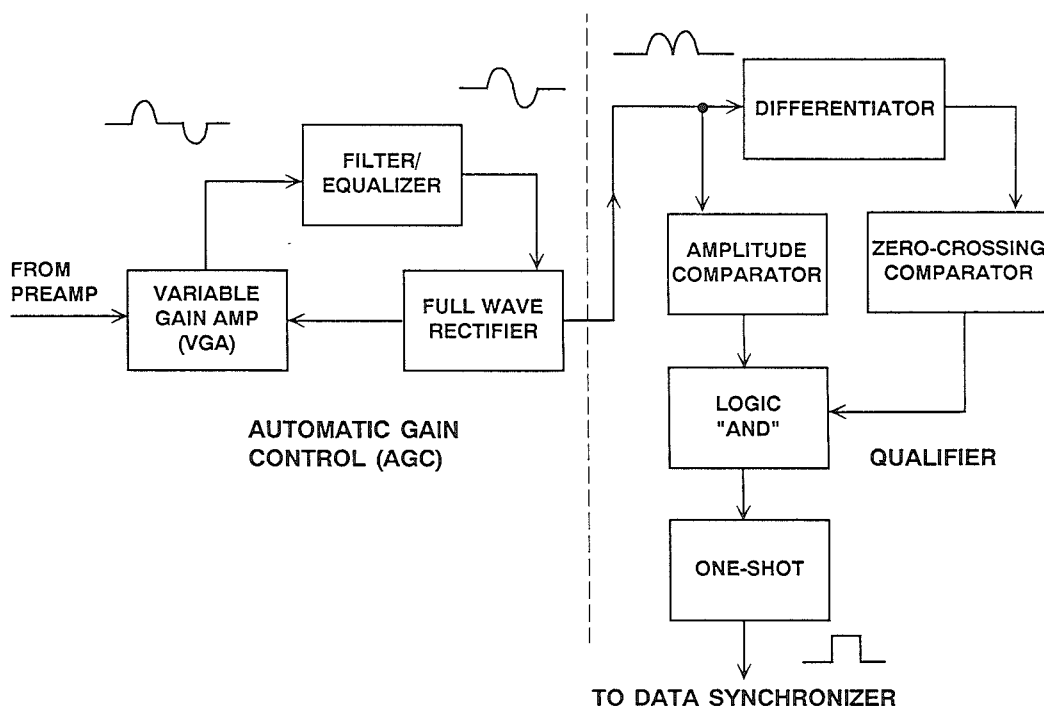 FROM
PREAMP
VARIABLE
GAIN AMP
(VGA)
FILTER/
EQUALIZER
FULL WAVE
RECTIFIER
AUTOMATIC GAIN
CONTROL (AGC)
DIFFERENTIATOR
AMPLITUDE
COMPARATOR
ZERO-CROSSING
COMPARATOR
LOGIC
"AND"
QUALIFIER
ONE-SHOT
TO DATA SYNCHRONIZER